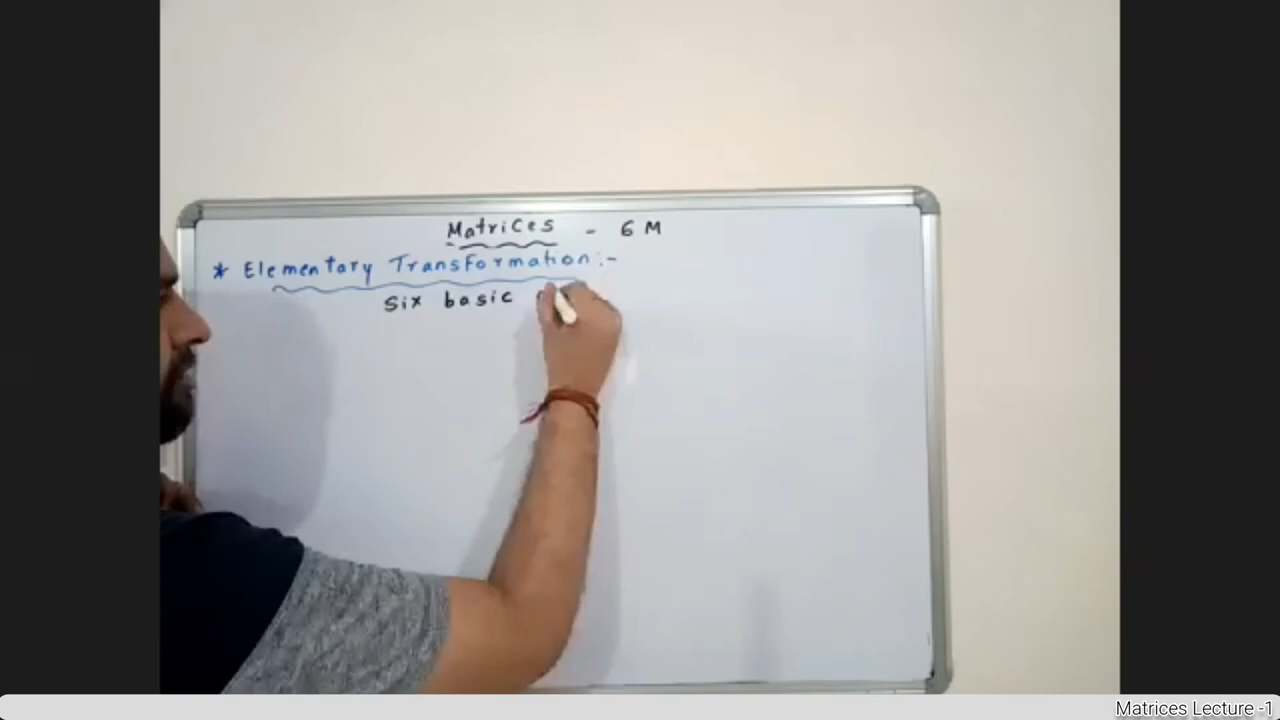 Matrices - 6 M
* Elementary Transformation :-
Six basic
Matrices Lecture -1